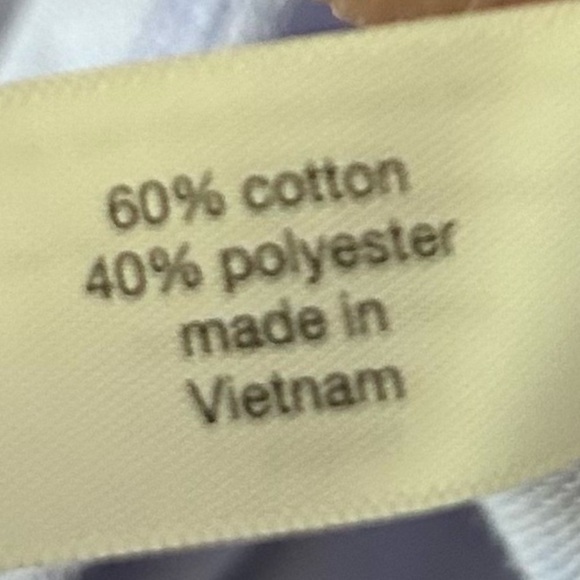 60% cotton
40% polyester
made in
Vietnam